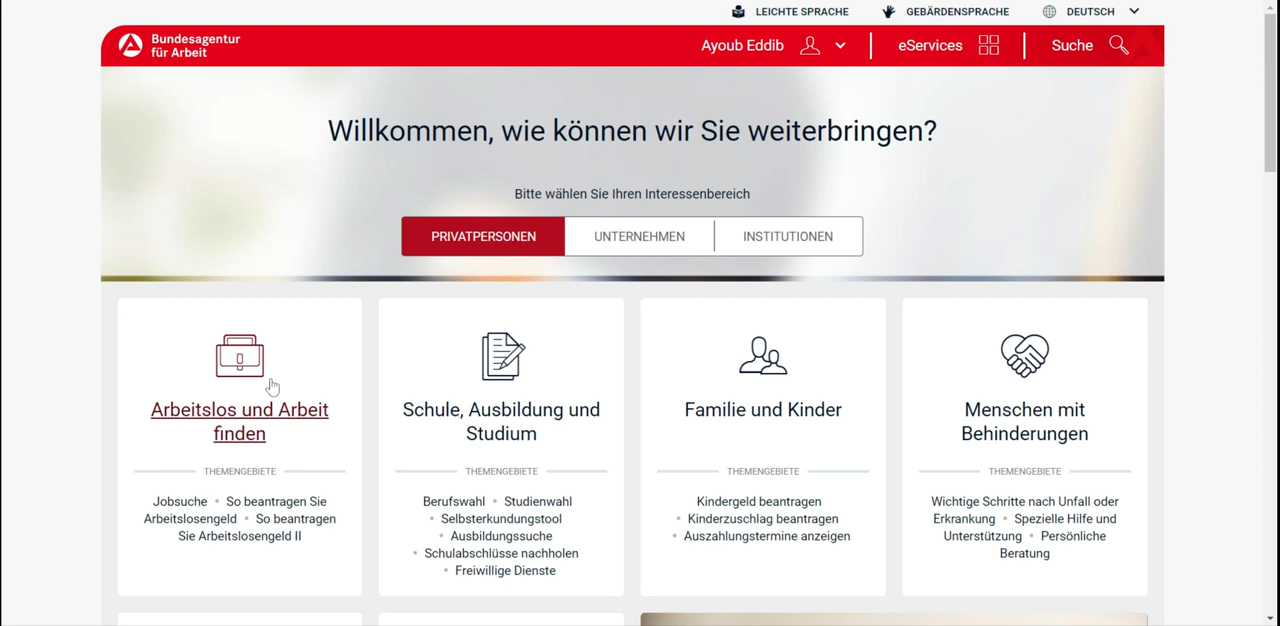 LEICHTE SPRACHE GEBÄRDENSPRACHE DEUTSCH
Bundesagentur
für Arbeit
Ayoub Eddib eServices Suche
Willkommen, wie können wir Sie weiterbringen?
Bitte wählen Sie Ihren Interessenbereich
PRIVATPERSONEN UNTERNEHMEN INSTITUTIONEN
Arbeitslos und Arbeit
finden
THEMENGEBIETE
Jobsuche • So beantragen Sie
Arbeitslosengeld • So beantragen
Sie Arbeitslosengeld II
Schule, Ausbildung und
Studium
THEMENGEBIETE
Berufswahl • Studienwahl
• Selbsterkundungstool
• Ausbildungssuche
• Schulabschlüsse nachholen
• Freiwillige Dienste
Familie und Kinder
THEMENGEBIETE
Kindergeld beantragen
• Kinderzuschlag beantragen
• Auszahlungstermine anzeigen
Menschen mit
Behinderungen
THEMENGEBIETE
Wichtige Schritte nach Unfall oder
Erkrankung • Spezielle Hilfe und
Unterstützung • Persönliche
Beratung